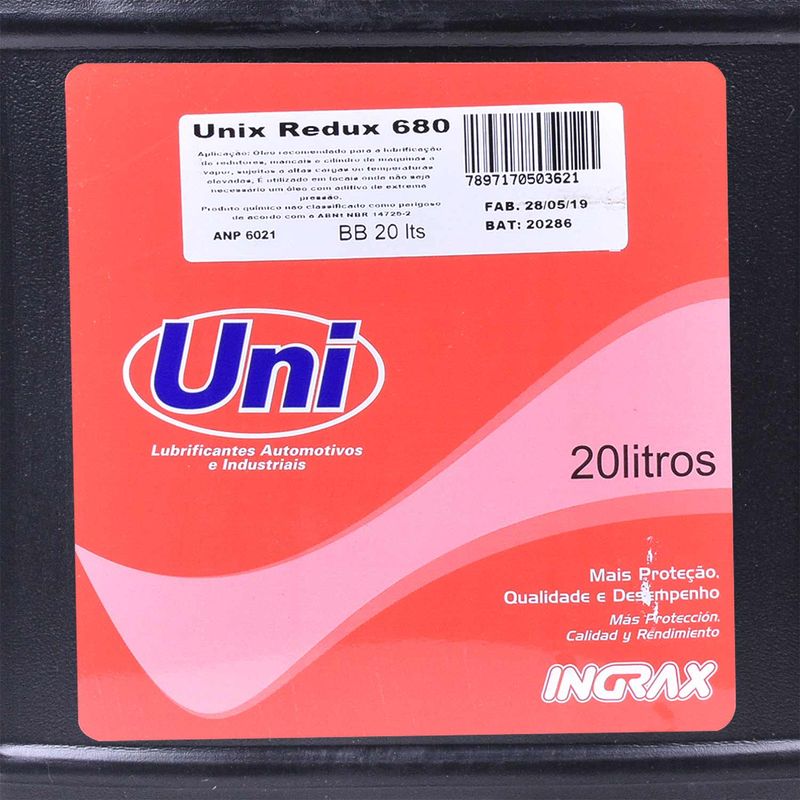 Unix Redux 680
Aplicação: Óleo recomendado para a lubrificação
de redutores, mancais e cilindro de maquinas a
vapor, sujeitos a altas cargas ou temperaturas
elevadas, É utilizado em locais onde não seja
necessário um óleo com aditivo de extrema
pressão.
Produto químico não classificado como perigoso
de acordo com a ABNt NBR 14725-2
ANP 6021
BB 20 lts
7897170503621
FAB. 28/05/19
BAT: 20286
Uni
Lubrificantes Automotivos
e Industriais
20litros
Mais Proteção.
Qualidade e Desempenho
Más Protección.
Calidad y Rendimiento
INGRAX